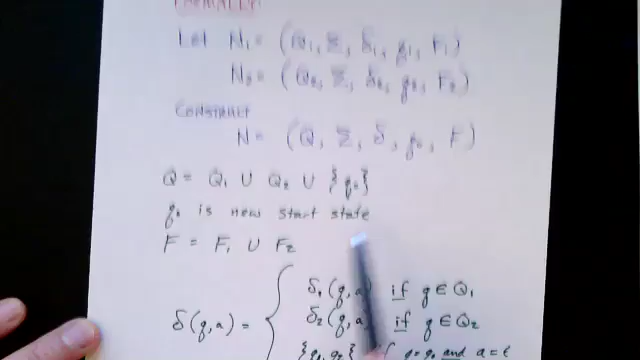 FORMALLY
LET N₁ = (Q₁, Σ, δ₁, q₁, F₁)
N₂ = (Q₂, Σ, δ₂, q₂, F₂)
CONSTRUCT
N = (Q, Σ, δ, q₀, F)
Q = Q₁ ∪ Q₂ ∪ {q₀}
q₀ is new start state
F = F₁ ∪ F₂
δ₁(q,a) if q ∈ Q₁
δ(q,a) = { δ₂(q,a) if q ∈ Q₂
{q₁,q₂} if q=q₀ and a=ε